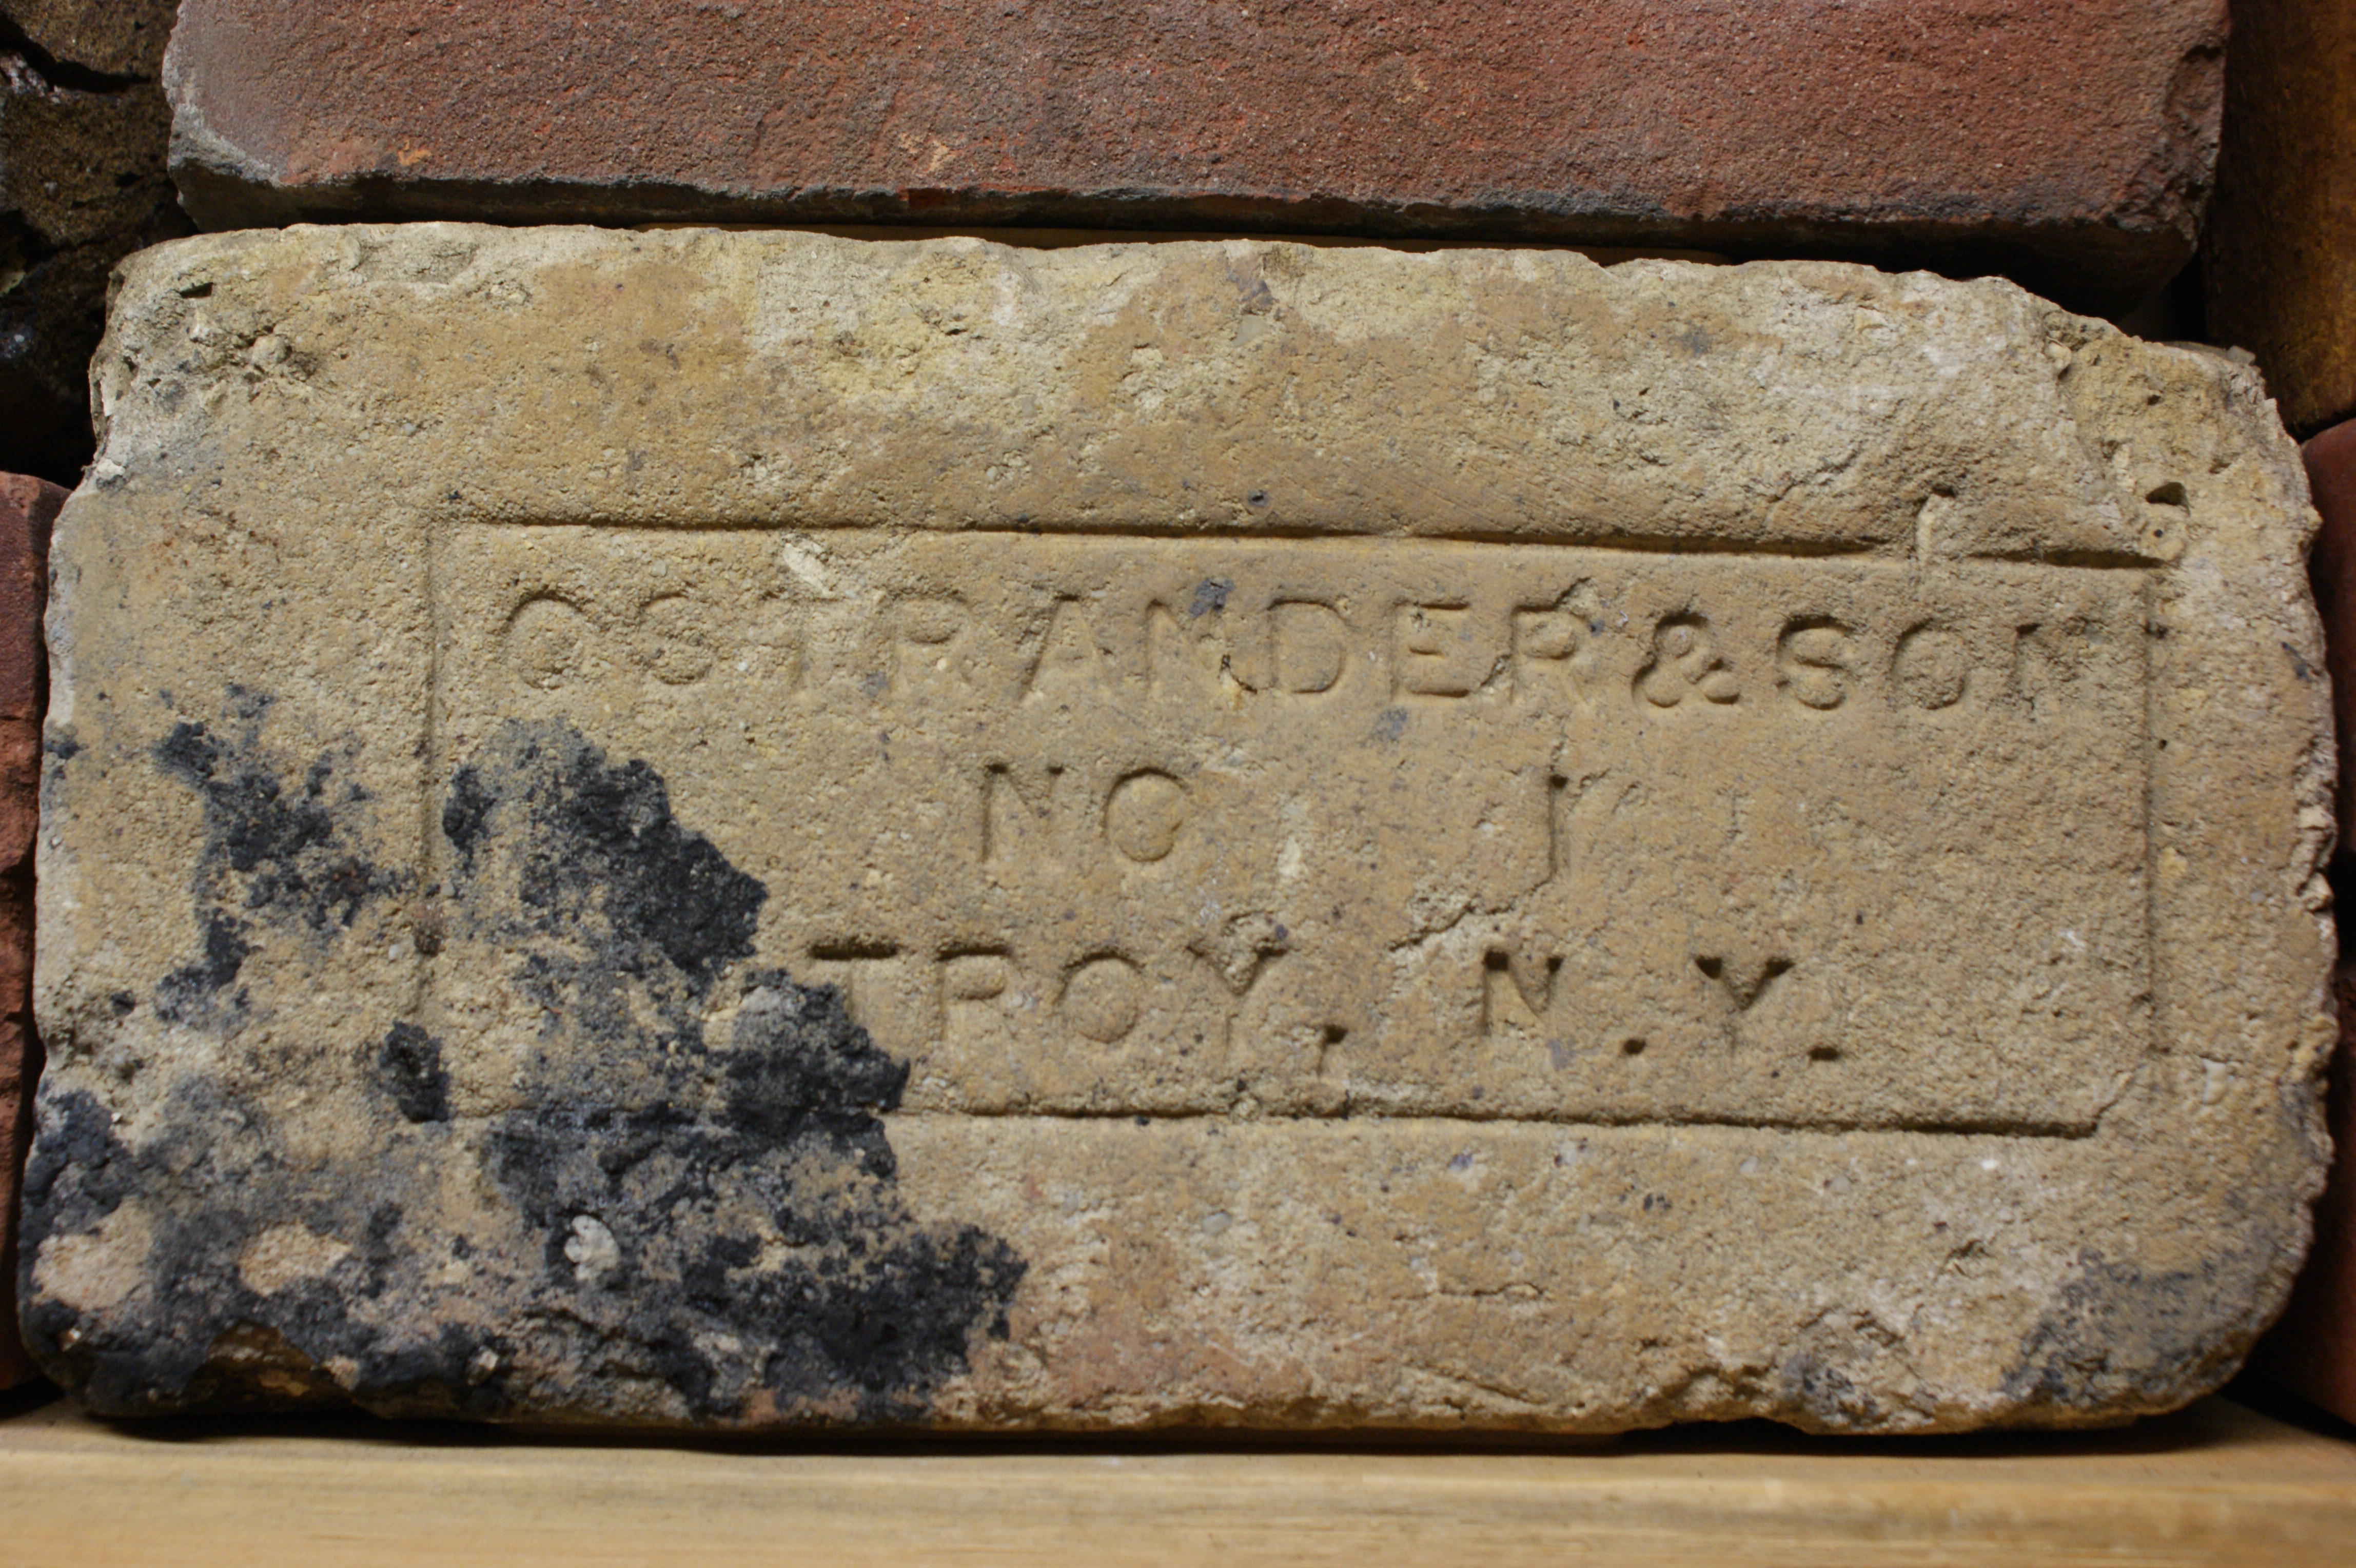 OSTRANDER & SON
NO 1
TROY, N.Y.